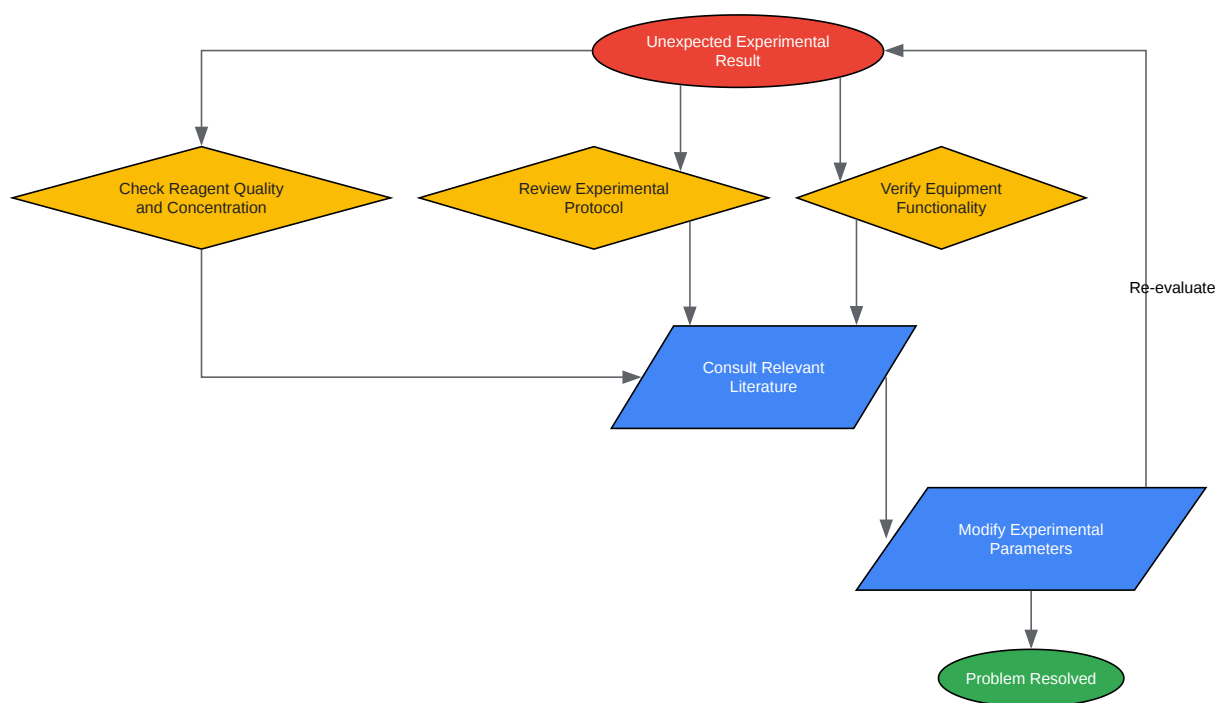 Unexpected Experimental
Result
Check Reagent Quality
and Concentration
Review Experimental
Protocol
Verify Equipment
Functionality
Re-evaluate
Consult Relevant
Literature
Modify Experimental
Parameters
Problem Resolved